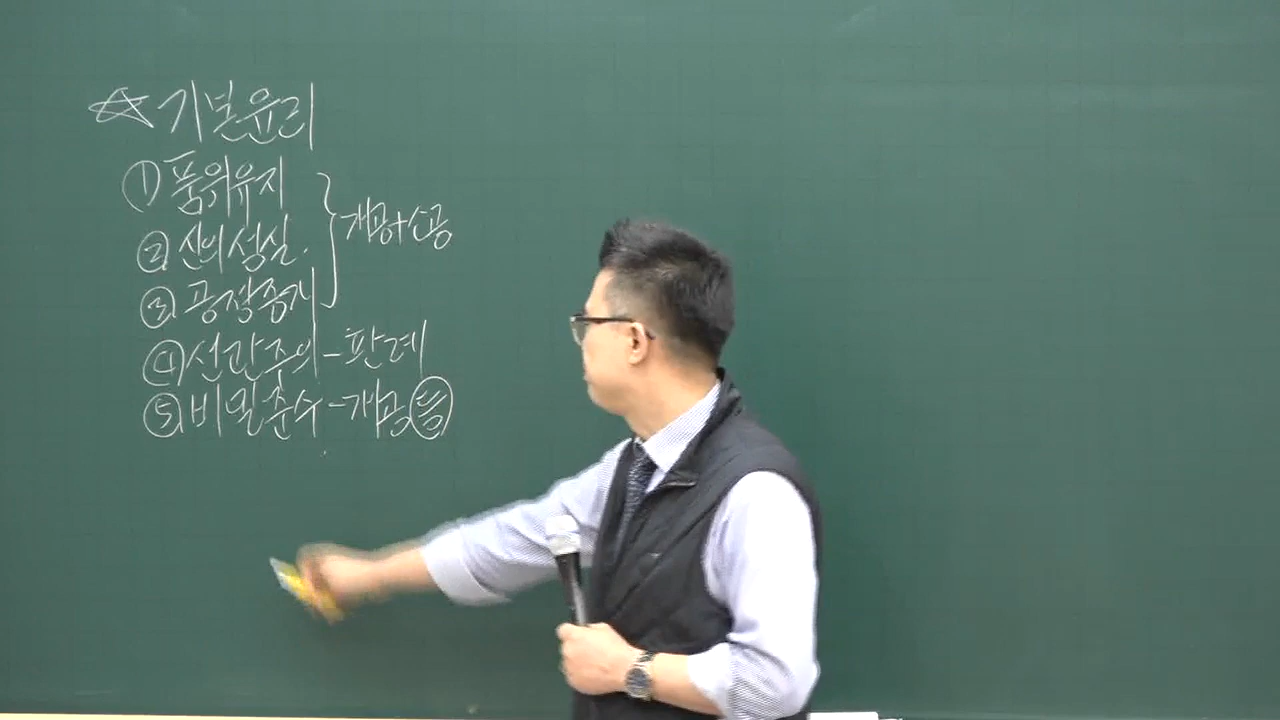 ☆ 기본윤리
① 품위유지
② 신의성실.
③ 공정중개
} 개공+소공
④ 선관주의 - 판례
⑤ 비밀준수 - 개공(등)